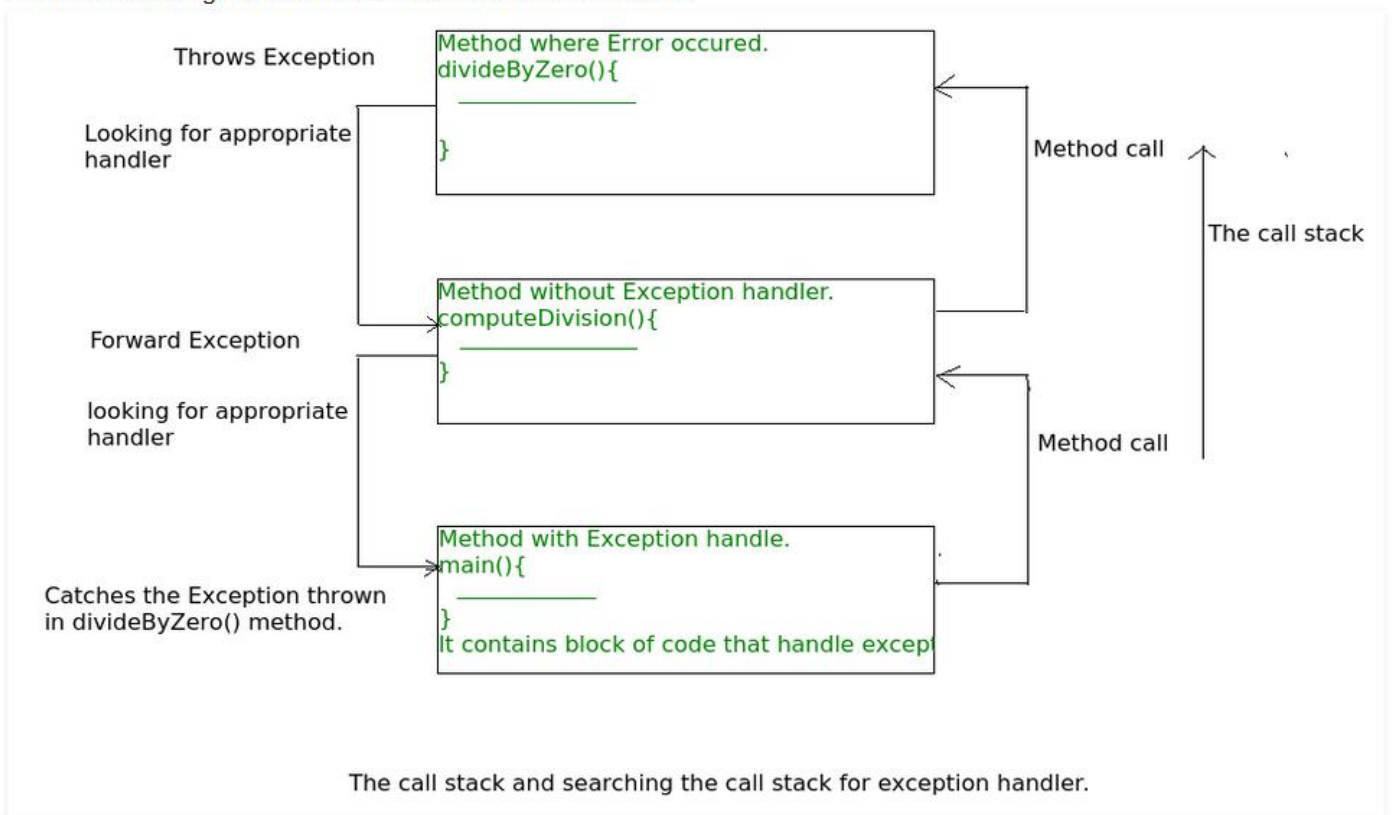 Throws Exception
Method where Error occured.
divideByZero(){
}
Looking for appropriate
handler
Method call
The call stack
Method without Exception handler.
computeDivision(){
}
Forward Exception
looking for appropriate
handler
Method call
Method with Exception handle.
main(){
}
It contains block of code that handle except
Catches the Exception thrown
in divideByZero() method.
The call stack and searching the call stack for exception handler.